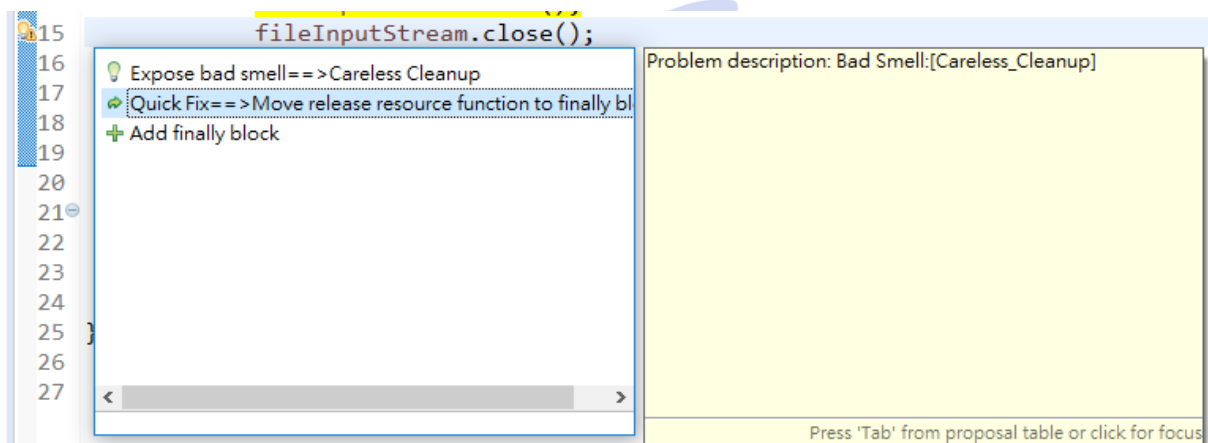 15 fileInputStream.close();
16
17
18
19
20
21
22
23
24
25 }
26
27
Expose bad smell==>Careless Cleanup
Quick Fix==>Move release resource function to finally bl
Add finally block
Problem description: Bad Smell:[Careless_Cleanup]
Press 'Tab' from proposal table or click for focus